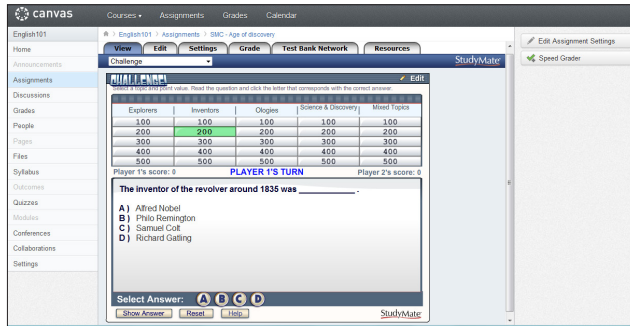 canvas
Courses Assignments Grades Calendar
English101
Home
Announcements
Assignments
Discussions
Grades
People
Pages
Files
Syllabus
Outcomes
Quizzes
Modules
Conferences
Collaborations
Settings
English101 > Assignments > SMC - Age of discovery
View Edit Settings Grade Test Bank Network Resources
Challenge StudyMate
CHALLENGE! Edit
Select a topic and point value. Read the question and click the letter that corresponds with the correct answer.
Explorers Inventors Ologies Science & Discovery Mixed Topics
100 100 100 100 100
200 200 200 200 200
300 300 300 300 300
400 400 400 400 400
500 500 500 500 500
Player 1's score: 0 PLAYER 1'S TURN Player 2's score: 0
The inventor of the revolver around 1835 was __________ .
A ) Alfred Nobel
B ) Philo Remington
C ) Samuel Colt
D ) Richard Gatling
Select Answer: A B C D
Show Answer Reset Help StudyMate
Edit Assignment Settings
Speed Grader